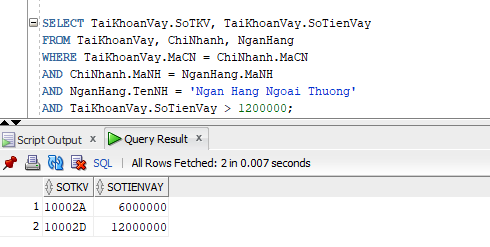 SELECT TaiKhoanVay.SoTKV, TaiKhoanVay.SoTienVay
FROM TaiKhoanVay, ChiNhanh, NganHang
WHERE TaiKhoanVay.MaCN = ChiNhanh.MaCN
AND ChiNhanh.MaNH = NganHang.MaNH
AND NganHang.TenNH = 'Ngan Hang Ngoai Thuong'
AND TaiKhoanVay.SoTienVay > 1200000;
Script Output x Query Result x
SQL | All Rows Fetched: 2 in 0.007 seconds
SOTKV SOTIENVAY
1 10002A 6000000
2 10002D 12000000